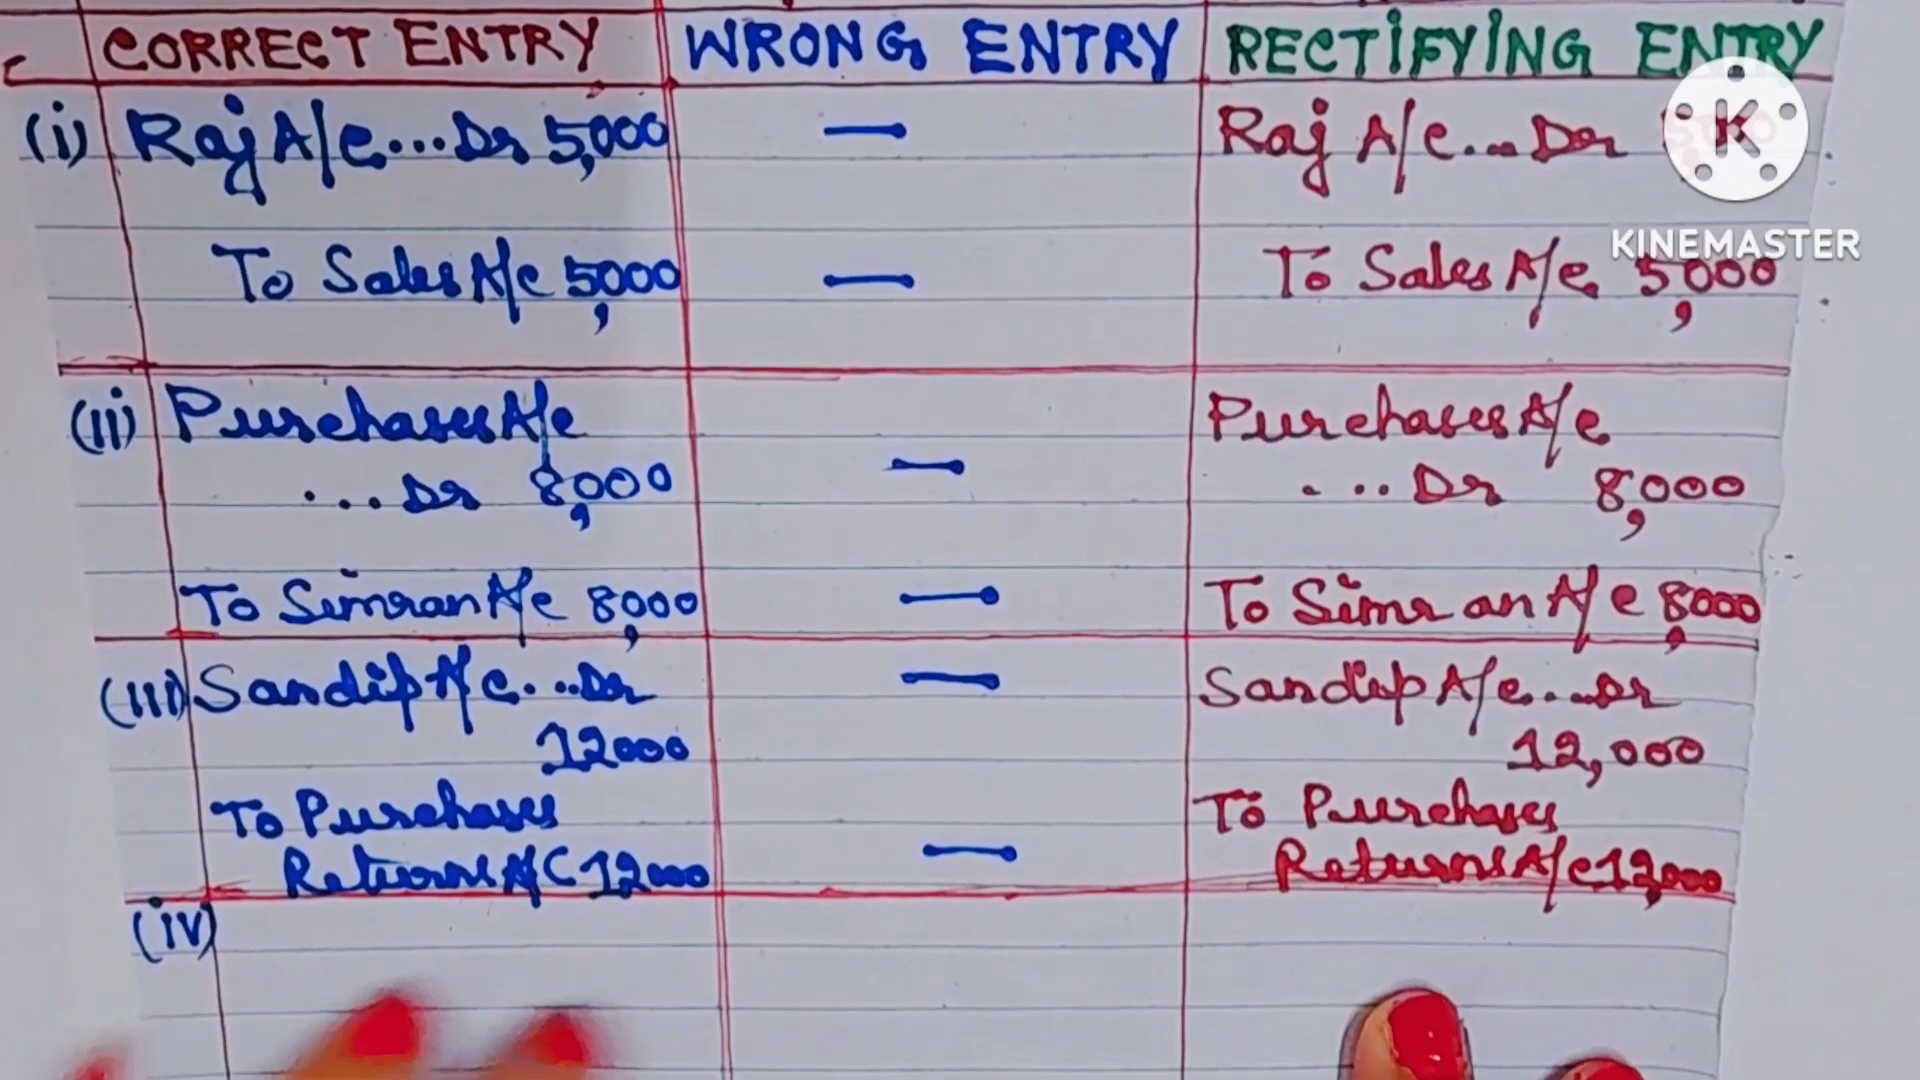 CORRECT ENTRY WRONG ENTRY RECTIFYING ENTRY
(i) Raj A/c...Dr 5,000 — Raj A/c...Dr
K
KINEMASTER
To Sales A/c 5,000 — To Sales A/c 5,000
(ii) Purchases A/c Purchases A/c
...Dr 8,000 — ...Dr 8,000
To Simran A/c 8,000 — To Simran A/c 8,000
(iii) Sandip A/c...Dr — Sandip A/c...Dr
12000 12,000
To Purchases To Purchases
Returns A/C 12000 — Returns A/c 12,000
(iv)